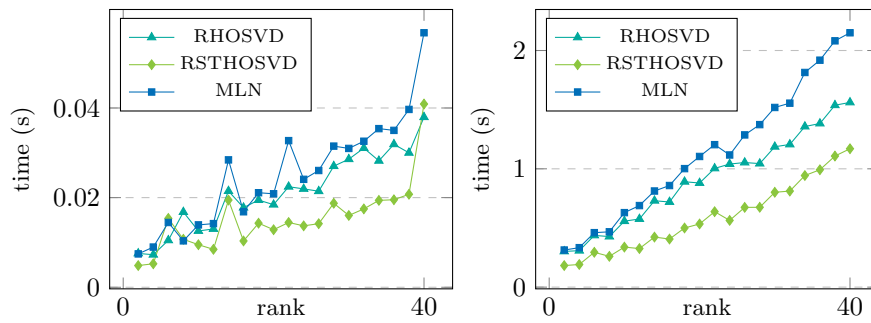 RHOSVD
RSTHOSVD
MLN
time (s)
0.04
0.02
0
0
rank
40
RHOSVD
RSTHOSVD
MLN
time (s)
2
1
0
0
rank
40